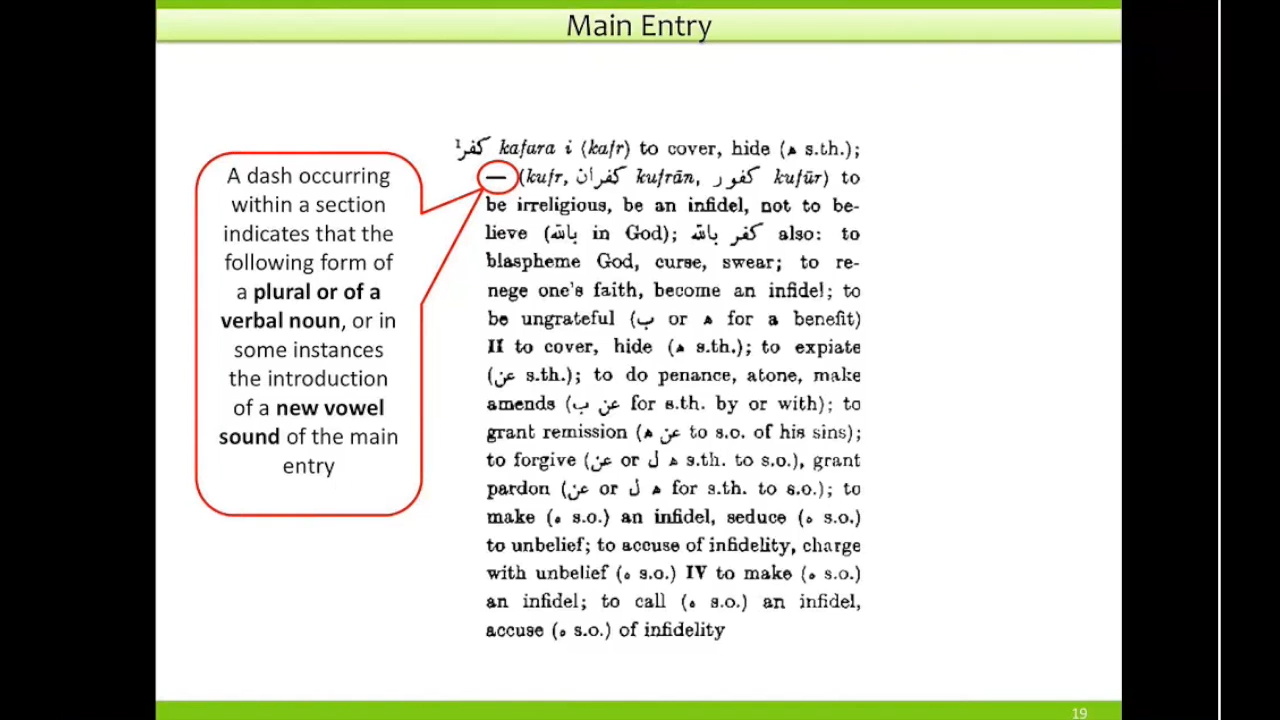 Main Entry
A dash occurring
within a section
indicates that the
following form of
a plural or of a
verbal noun, or in
some instances
the introduction
of a new vowel
sound of the main
entry
كفر¹ kafara i (kafr) to cover, hide (ﻫ s.th.);
— (kufr, كفران kufrān, كفور kufūr) to
be irreligious, be an infidel, not to be-
lieve (بالله in God); كفر بالله also: to
blaspheme God, curse, swear; to re-
nege one's faith, become an infidel; to
be ungrateful (ب or ﻫ for a benefit)
II to cover, hide (ﻫ s.th.); to expiate
(عن s.th.); to do penance, atone, make
amends (عن ب for s.th. by or with); to
grant remission (عن ﻫ to s.o. of his sins);
to forgive (عن or ل ﻫ s.th. to s.o.), grant
pardon (عن or ل ﻫ for s.th. to s.o.); to
make (ه s.o.) an infidel, seduce (ه s.o.)
to unbelief; to accuse of infidelity, charge
with unbelief (ه s.o.) IV to make (ه s.o.)
an infidel; to call (ه s.o.) an infidel,
accuse (ه s.o.) of infidelity
19